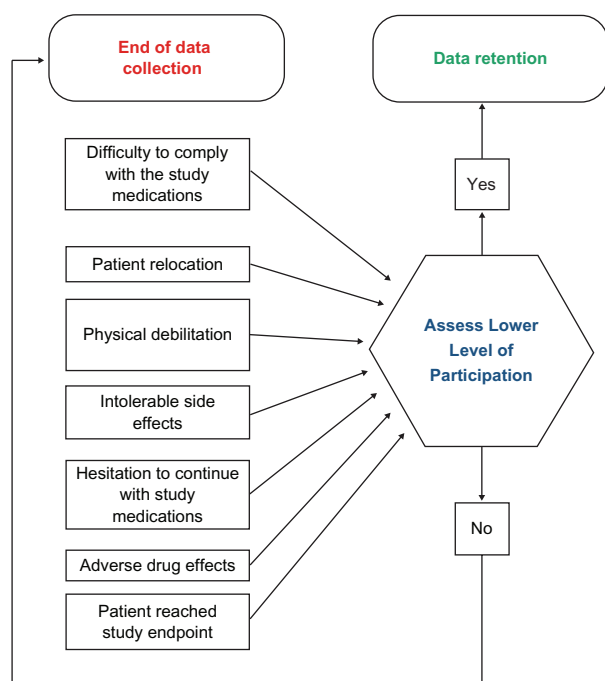 End of data
collection
Data retention
Difficulty to comply
with the study
medications
Yes
Patient relocation
Physical debilitation
Assess Lower
Level of
Participation
Intolerable side
effects
Hesitation to continue
with study
medications
No
Adverse drug effects
Patient reached
study endpoint